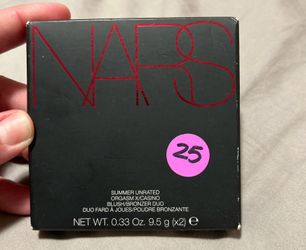 NARS
25
SUMMER UNRATED
ORGASM X/CASINO
BLUSH/BRONZER DUO
DUO FARD À JOUES/POUDRE BRONZANTE
NET WT. 0.33 Oz. 9.5 g (x2) ℮